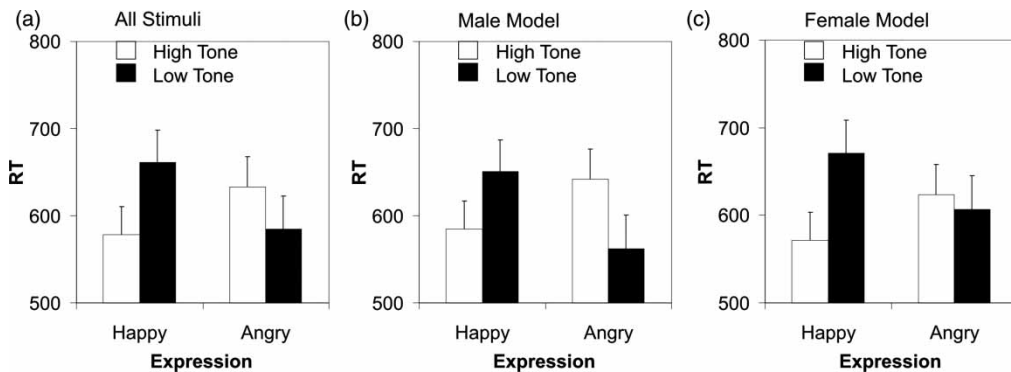 (a) All Stimuli
800
High Tone
Low Tone
700
RT
600
500
Happy Angry
Expression
(b) Male Model
800
High Tone
Low Tone
700
RT
600
500
Happy Angry
Expression
(c) Female Model
800
High Tone
Low Tone
700
RT
600
500
Happy Angry
Expression